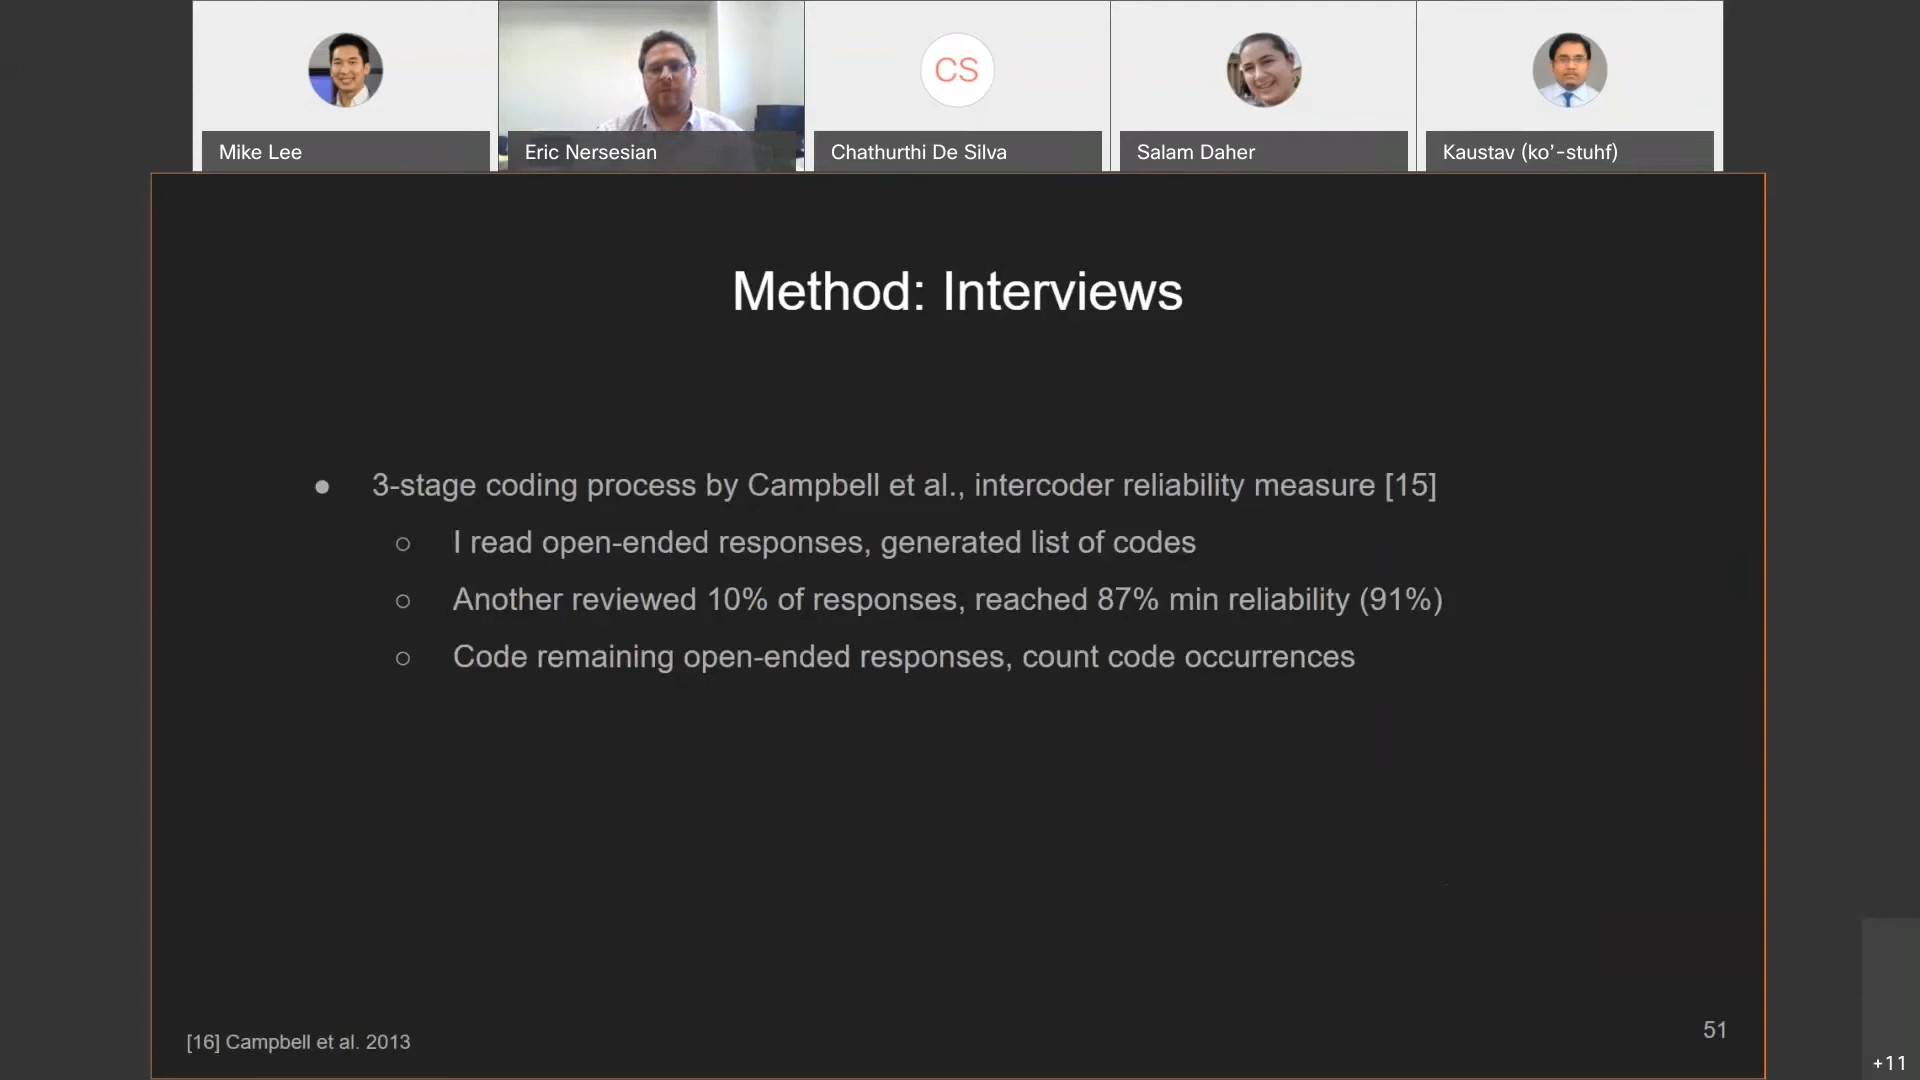 Mike Lee
Eric Nersesian
CS
Chathurthi De Silva
Salam Daher
Kaustav (ko’-stuhf)
Method: Interviews
● 3-stage coding process by Campbell et al., intercoder reliability measure [15]
○ I read open-ended responses, generated list of codes
○ Another reviewed 10% of responses, reached 87% min reliability (91%)
○ Code remaining open-ended responses, count code occurrences
[16] Campbell et al. 2013
51
+11